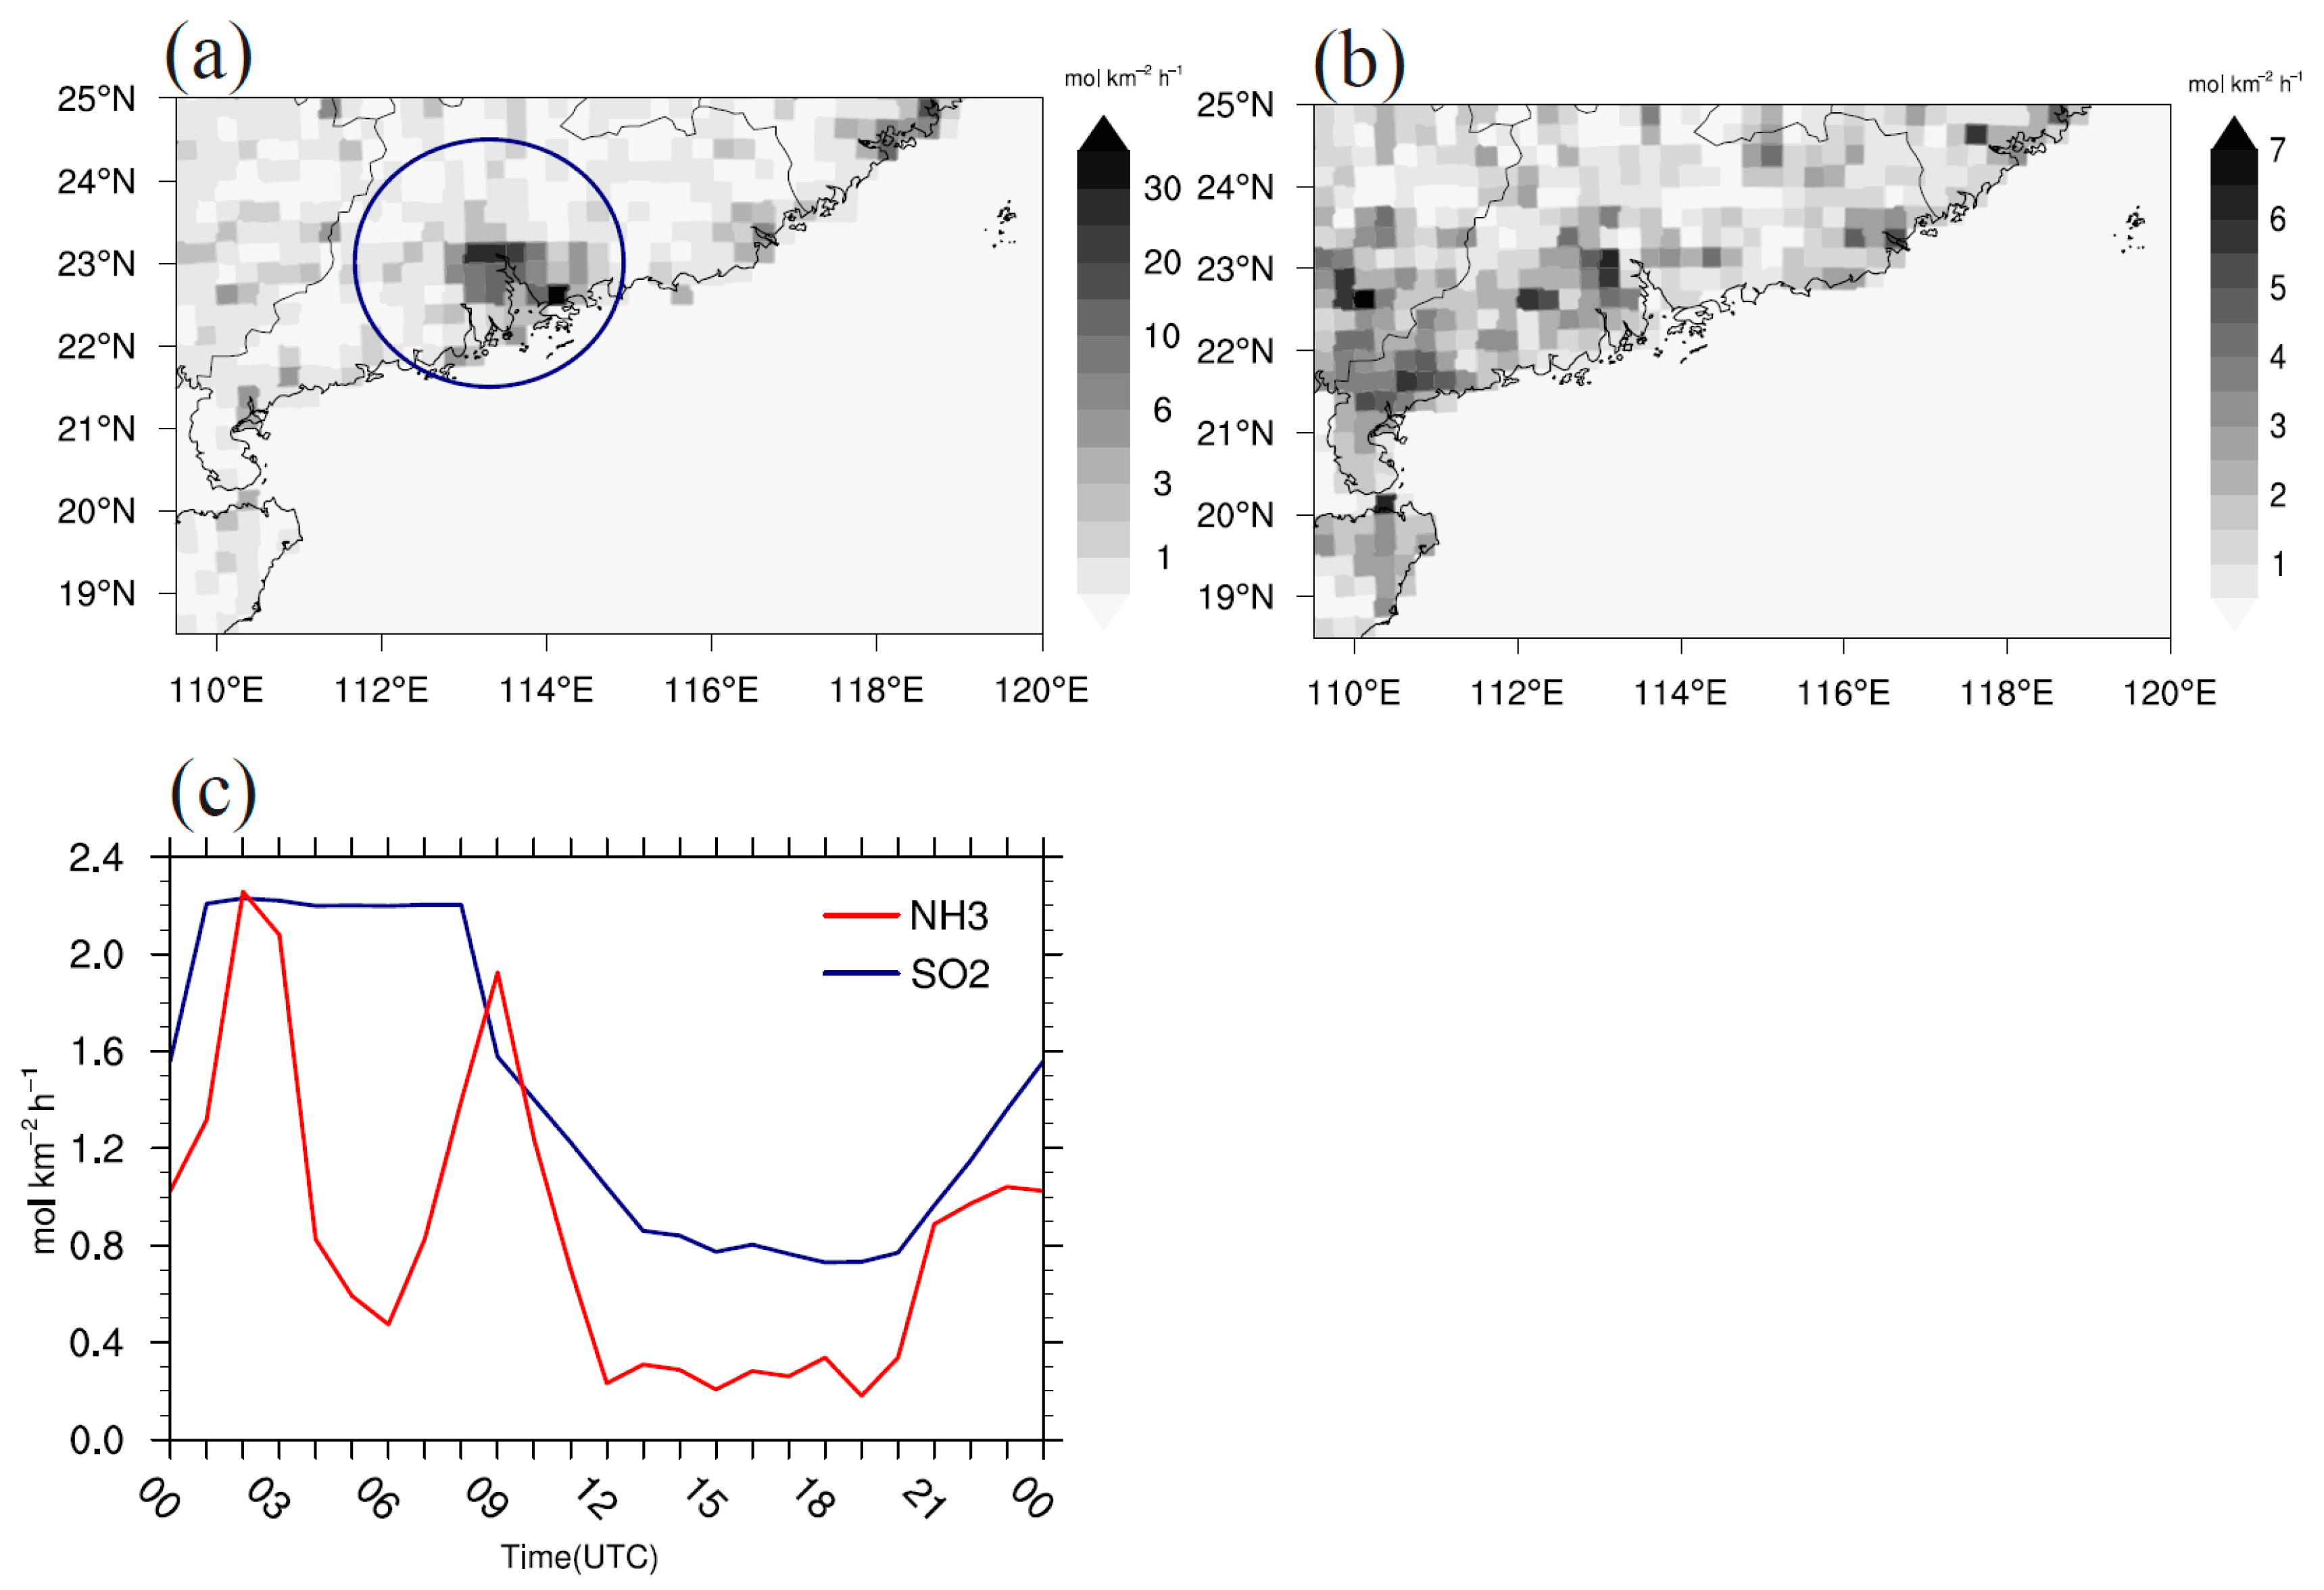 (a)
mol km⁻² h⁻¹
25°N
24°N
23°N
22°N
21°N
20°N
19°N
110°E 112°E 114°E 116°E 118°E 120°E
30
20
10
6
3
1
(b)
mol km⁻² h⁻¹
25°N
24°N
23°N
22°N
21°N
20°N
19°N
110°E 112°E 114°E 116°E 118°E 120°E
7
6
5
4
3
2
1
(c)
2.4
2.0
1.6
1.2
0.8
0.4
0.0
mol km⁻² h⁻¹
NH3
SO2
00 03 06 09 12 15 18 21 00
Time(UTC)